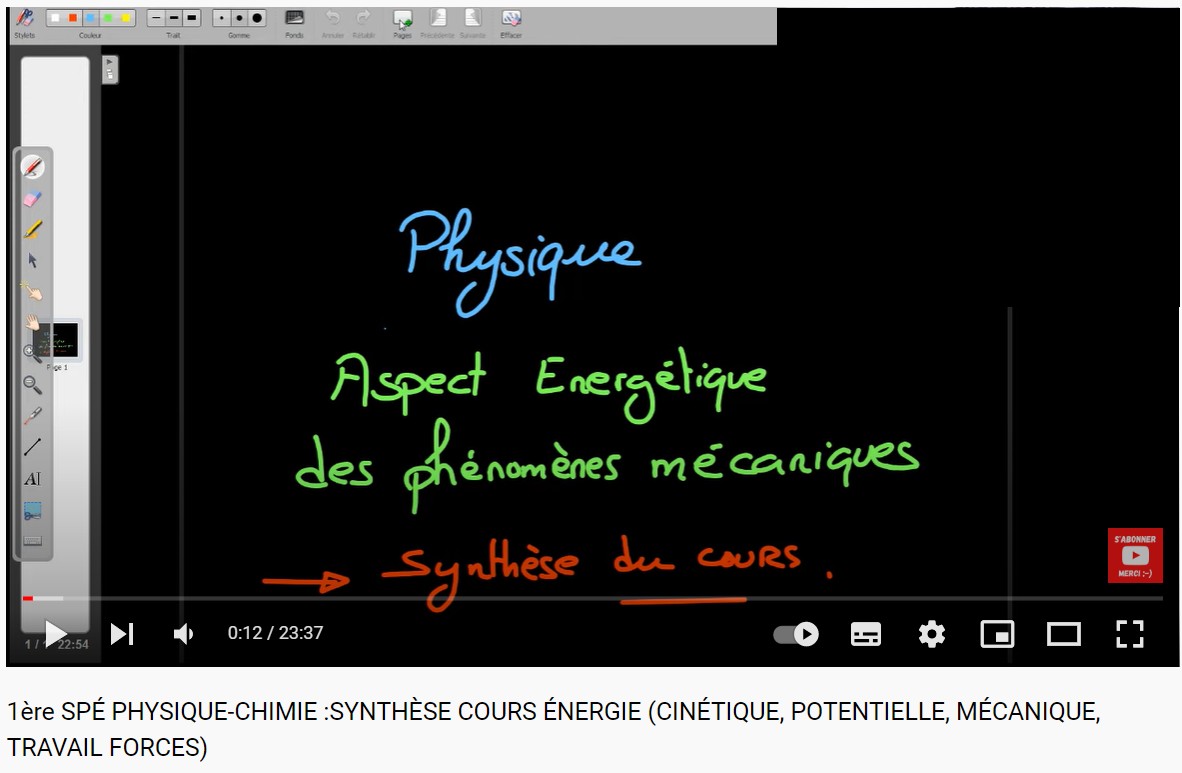 Stylets Couleur Trait Gomme Fonds Annuler Rétablir Pages Précédente Suivante Effacer
Physique
Page 1
Aspect Energétique
des phénomènes mécaniques
AI
Synthèse du cours.
S'ABONNER
MERCI ;-)
0:12 / 23:37
1 / 1 22:54
1ère SPÉ PHYSIQUE-CHIMIE :SYNTHÈSE COURS ÉNERGIE (CINÉTIQUE, POTENTIELLE, MÉCANIQUE,
TRAVAIL FORCES)